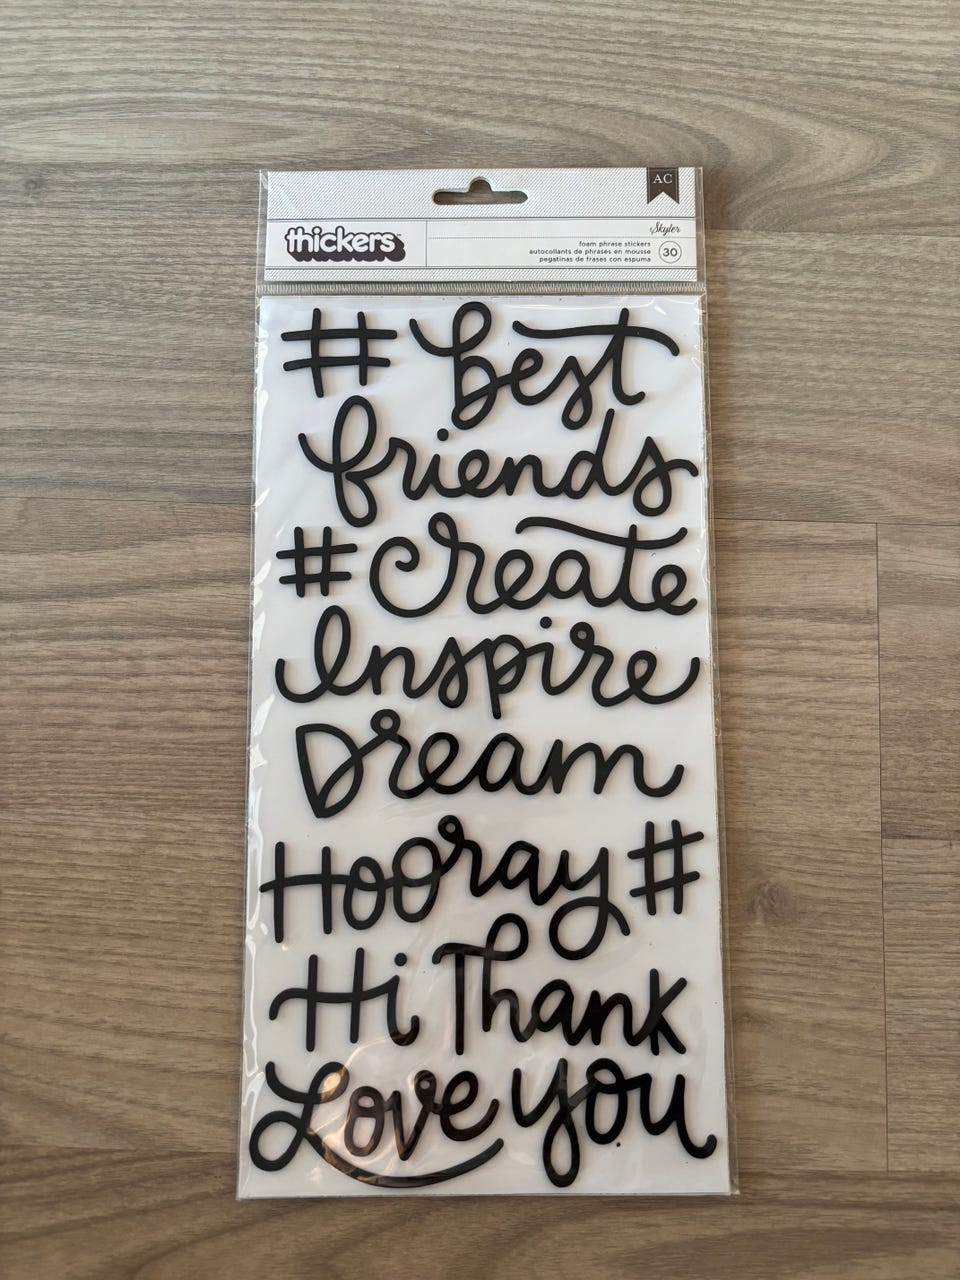 AC
thickers
Skyler
foam phrase stickers
autocollants de phrases en mousse
pegatinas de frases con espuma
30
# best
friends
# Create
Inspire
Dream
Hooray #
Hi Thank
Love you